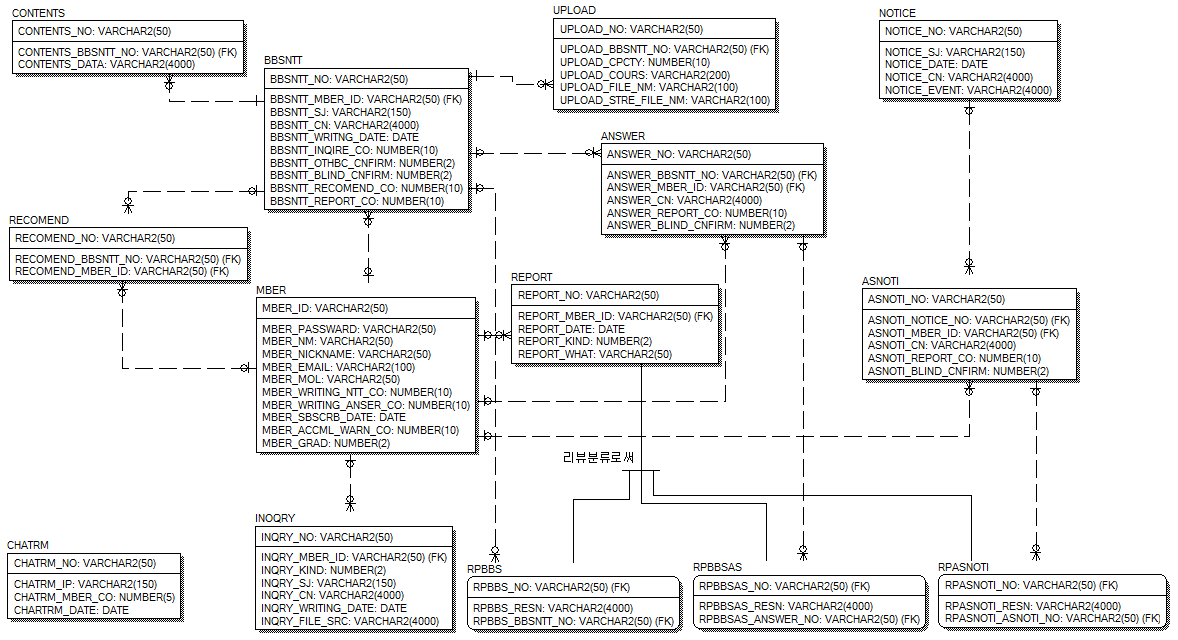 CONTENTS
CONTENTS_NO: VARCHAR2(50)
CONTENTS_BBSNTT_NO: VARCHAR2(50) (FK)
CONTENTS_DATA: VARCHAR2(4000)
BBSNTT
BBSNTT_NO: VARCHAR2(50)
BBSNTT_MBER_ID: VARCHAR2(50) (FK)
BBSNTT_SJ: VARCHAR2(150)
BBSNTT_CN: VARCHAR2(4000)
BBSNTT_WRITNG_DATE: DATE
BBSNTT_INQIRE_CO: NUMBER(10)
BBSNTT_OTHBC_CNFIRM: NUMBER(2)
BBSNTT_BLIND_CNFIRM: NUMBER(2)
BBSNTT_RECOMEND_CO: NUMBER(10)
BBSNTT_REPORT_CO: NUMBER(10)
UPLOAD
UPLOAD_NO: VARCHAR2(50)
UPLOAD_BBSNTT_NO: VARCHAR2(50) (FK)
UPLOAD_CPCTY: NUMBER(10)
UPLOAD_COURS: VARCHAR2(200)
UPLOAD_FILE_NM: VARCHAR2(100)
UPLOAD_STRE_FILE_NM: VARCHAR2(100)
NOTICE
NOTICE_NO: VARCHAR2(50)
NOTICE_SJ: VARCHAR2(150)
NOTICE_DATE: DATE
NOTICE_CN: VARCHAR2(4000)
NOTICE_EVENT: VARCHAR2(4000)
ANSWER
ANSWER_NO: VARCHAR2(50)
ANSWER_BBSNTT_NO: VARCHAR2(50) (FK)
ANSWER_MBER_ID: VARCHAR2(50) (FK)
ANSWER_CN: VARCHAR2(4000)
ANSWER_REPORT_CO: NUMBER(10)
ANSWER_BLIND_CNFIRM: NUMBER(2)
RECOMEND
RECOMEND_NO: VARCHAR2(50)
RECOMEND_BBSNTT_NO: VARCHAR2(50) (FK)
RECOMEND_MBER_ID: VARCHAR2(50) (FK)
MBER
MBER_ID: VARCHAR2(50)
MBER_PASSWARD: VARCHAR2(50)
MBER_NM: VARCHAR2(50)
MBER_NICKNAME: VARCHAR2(50)
MBER_EMAIL: VARCHAR2(100)
MBER_MOL: VARCHAR2(50)
MBER_WRITING_NTT_CO: NUMBER(10)
MBER_WRITING_ANSER_CO: NUMBER(10)
MBER_SBSCRB_DATE: DATE
MBER_ACCML_WARN_CO: NUMBER(10)
MBER_GRAD: NUMBER(2)
REPORT
REPORT_NO: VARCHAR2(50)
REPORT_MBER_ID: VARCHAR2(50) (FK)
REPORT_DATE: DATE
REPORT_KIND: NUMBER(2)
REPORT_WHAT: VARCHAR2(50)
ASNOTI
ASNOTI_NO: VARCHAR2(50)
ASNOTI_NOTICE_NO: VARCHAR2(50) (FK)
ASNOTI_MBER_ID: VARCHAR2(50) (FK)
ASNOTI_CN: VARCHAR2(4000)
ASNOTI_REPORT_CO: NUMBER(10)
ASNOTI_BLIND_CNFIRM: NUMBER(2)
리뷰분류로써
CHATRM
CHATRM_NO: VARCHAR2(50)
CHATRM_IP: VARCHAR2(150)
CHATRM_MBER_CO: NUMBER(5)
CHARTRM_DATE: DATE
INOQRY
INQRY_NO: VARCHAR2(50)
INQRY_MBER_ID: VARCHAR2(50) (FK)
INQRY_KIND: NUMBER(2)
INQRY_SJ: VARCHAR2(150)
INQRY_CN: VARCHAR2(4000)
INQRY_WRITING_DATE: DATE
INQRY_FILE_SRC: VARCHAR2(4000)
RPBBS
RPBBS_NO: VARCHAR2(50) (FK)
RPBBS_RESN: VARCHAR2(4000)
RPBBS_BBSNTT_NO: VARCHAR2(50) (FK)
RPBBSAS
RPBBSAS_NO: VARCHAR2(50) (FK)
RPBBSAS_RESN: VARCHAR2(4000)
RPBBSAS_ANSWER_NO: VARCHAR2(50) (FK)
RPASNOTI
RPASNOTI_NO: VARCHAR2(50) (FK)
RPASNOTI_RESN: VARCHAR2(4000)
RPASNOTI_ASNOTI_NO: VARCHAR2(50) (FK)